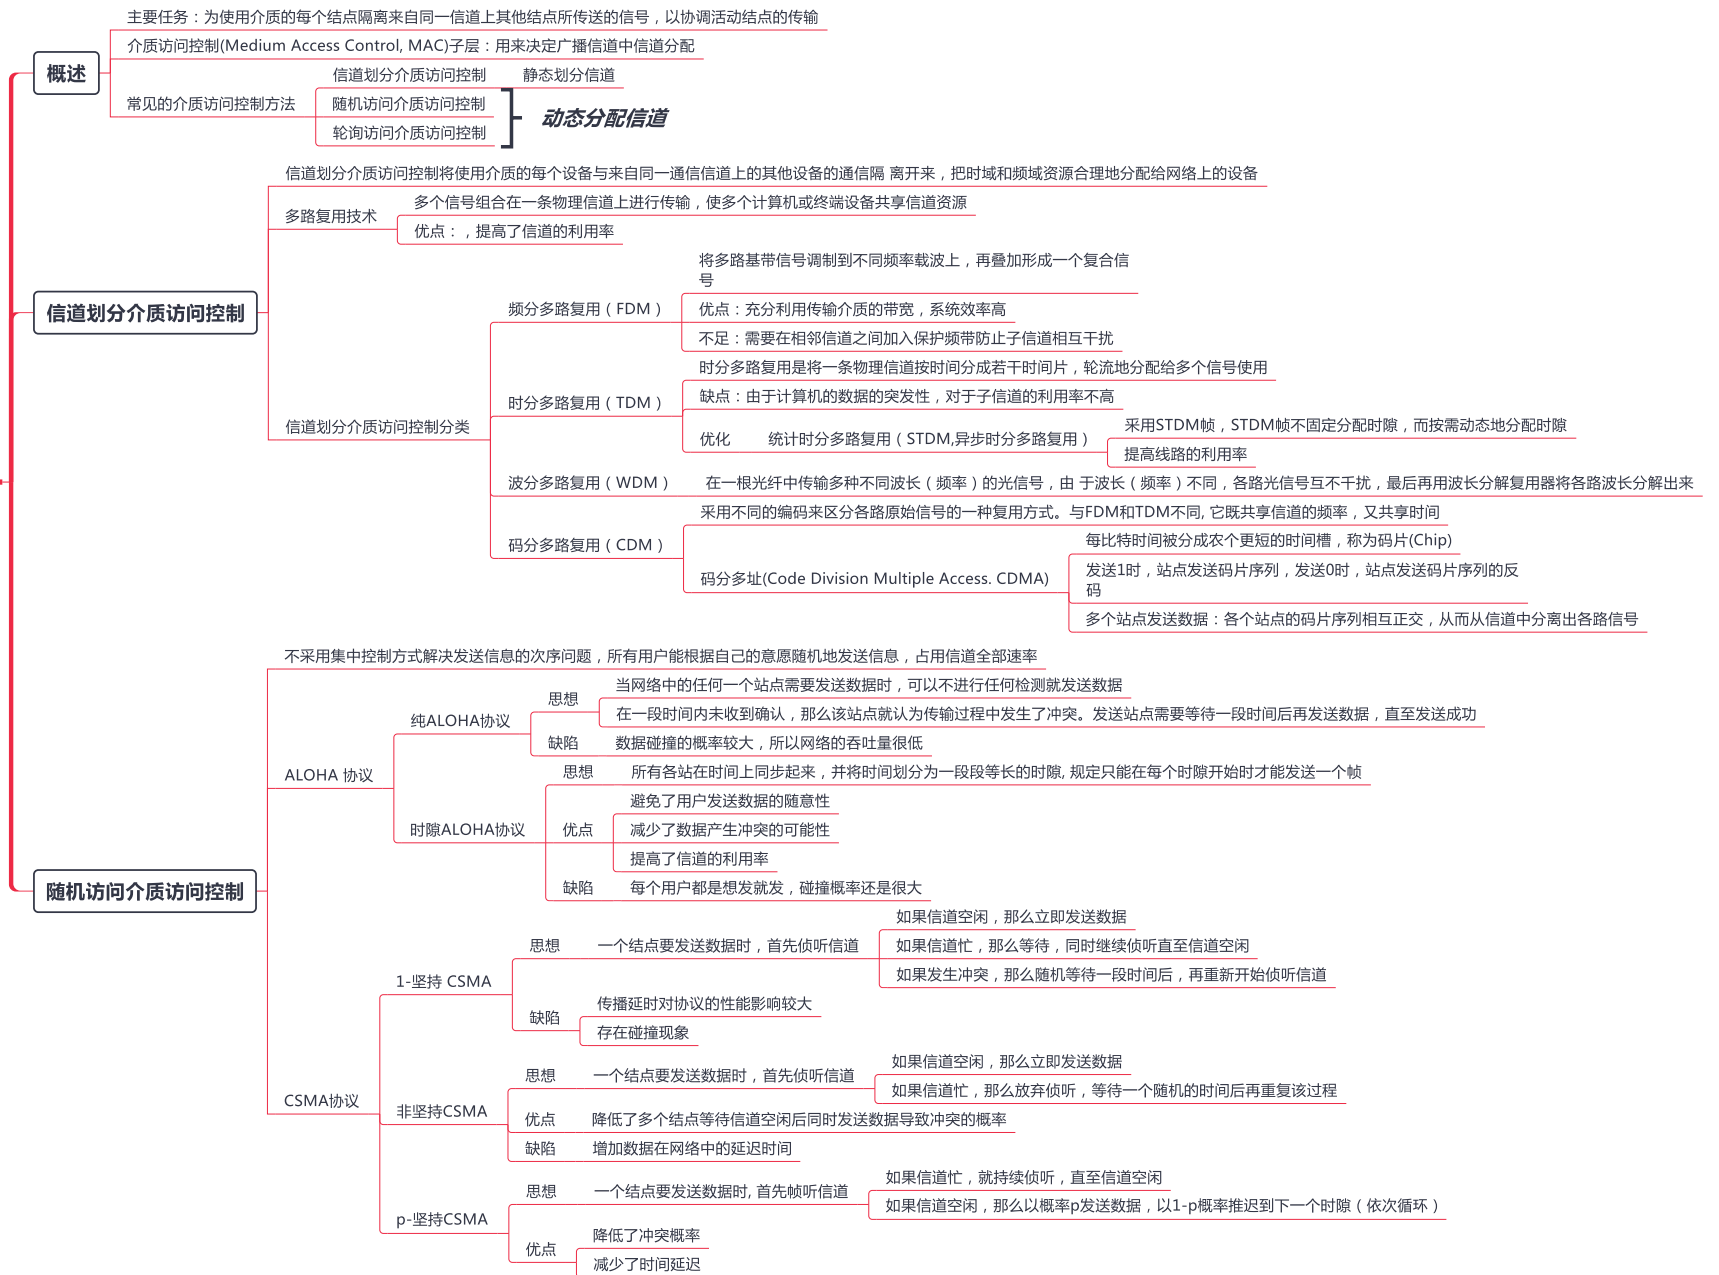 概述
主要任务：为使用介质的每个结点隔离来自同一信道上其他结点所传送的信号，以协调活动结点的传输
介质访问控制(Medium Access Control, MAC)子层：用来决定广播信道中信道分配
常见的介质访问控制方法
信道划分介质访问控制
静态划分信道
随机访问介质访问控制
轮询访问介质访问控制
动态分配信道
信道划分介质访问控制
信道划分介质访问控制将使用介质的每个设备与来自同一通信信道上的其他设备的通信隔 离开来，把时域和频域资源合理地分配给网络上的设备
多路复用技术
多个信号组合在一条物理信道上进行传输，使多个计算机或终端设备共享信道资源
优点：，提高了信道的利用率
信道划分介质访问控制分类
频分多路复用（FDM）
将多路基带信号调制到不同频率载波上，再叠加形成一个复合信
号
优点：充分利用传输介质的带宽，系统效率高
不足：需要在相邻信道之间加入保护频带防止子信道相互干扰
时分多路复用（TDM）
时分多路复用是将一条物理信道按时间分成若干时间片，轮流地分配给多个信号使用
缺点：由于计算机的数据的突发性，对于子信道的利用率不高
优化
统计时分多路复用（STDM,异步时分多路复用）
采用STDM帧，STDM帧不固定分配时隙，而按需动态地分配时隙
提高线路的利用率
波分多路复用（WDM）
在一根光纤中传输多种不同波长（频率）的光信号，由 于波长（频率）不同，各路光信号互不干扰，最后再用波长分解复用器将各路波长分解出来
码分多路复用（CDM）
采用不同的编码来区分各路原始信号的一种复用方式。与FDM和TDM不同, 它既共享信道的频率，又共享时间
码分多址(Code Division Multiple Access. CDMA)
每比特时间被分成农个更短的时间槽，称为码片(Chip)
发送1时，站点发送码片序列，发送0时，站点发送码片序列的反
码
多个站点发送数据：各个站点的码片序列相互正交，从而从信道中分离出各路信号
随机访问介质访问控制
不采用集中控制方式解决发送信息的次序问题，所有用户能根据自己的意愿随机地发送信息，占用信道全部速率
ALOHA 协议
纯ALOHA协议
思想
当网络中的任何一个站点需要发送数据时，可以不进行任何检测就发送数据
在一段时间内未收到确认，那么该站点就认为传输过程中发生了冲突。发送站点需要等待一段时间后再发送数据，直至发送成功
缺陷
数据碰撞的概率较大，所以网络的吞吐量很低
时隙ALOHA协议
思想
所有各站在时间上同步起来，并将时间划分为一段段等长的时隙, 规定只能在每个时隙开始时才能发送一个帧
优点
避免了用户发送数据的随意性
减少了数据产生冲突的可能性
提高了信道的利用率
缺陷
每个用户都是想发就发，碰撞概率还是很大
CSMA协议
1-坚持 CSMA
思想
一个结点要发送数据时，首先侦听信道
如果信道空闲，那么立即发送数据
如果信道忙，那么等待，同时继续侦听直至信道空闲
如果发生冲突，那么随机等待一段时间后，再重新开始侦听信道
缺陷
传播延时对协议的性能影响较大
存在碰撞现象
非坚持CSMA
思想
一个结点要发送数据时，首先侦听信道
如果信道空闲，那么立即发送数据
如果信道忙，那么放弃侦听，等待一个随机的时间后再重复该过程
优点
降低了多个结点等待信道空闲后同时发送数据导致冲突的概率
缺陷
增加数据在网络中的延迟时间
p-坚持CSMA
思想
一个结点要发送数据时, 首先帧听信道
如果信道忙，就持续侦听，直至信道空闲
如果信道空闲，那么以概率p发送数据，以1-p概率推迟到下一个时隙（依次循环）
优点
降低了冲突概率
减少了时间延迟